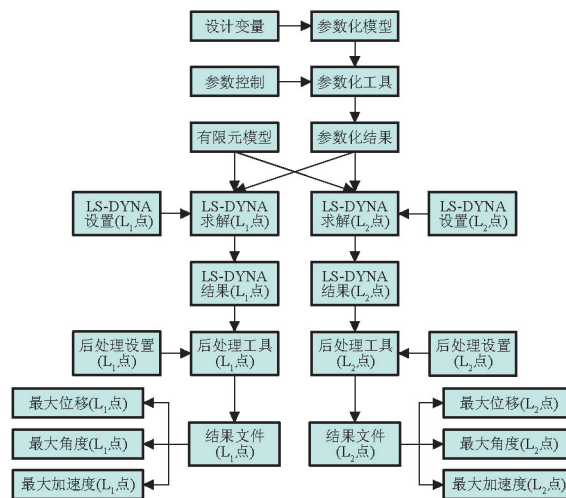 设计变量
参数化模型
参数控制
参数化工具
有限元模型
参数化结果
LS-DYNA
设置(L₁点)
LS-DYNA
求解(L₁点)
LS-DYNA
求解(L₂点)
LS-DYNA
设置(L₂点)
LS-DYNA
结果(L₁点)
LS-DYNA
结果(L₂点)
后处理设置
(L₁点)
后处理工具
(L₁点)
后处理工具
(L₂点)
后处理设置
(L₂点)
最大位移(L₁点)
最大角度(L₁点)
最大加速度(L₁点)
结果文件
(L₁点)
结果文件
(L₂点)
最大位移(L₂点)
最大角度(L₂点)
最大加速度(L₂点)